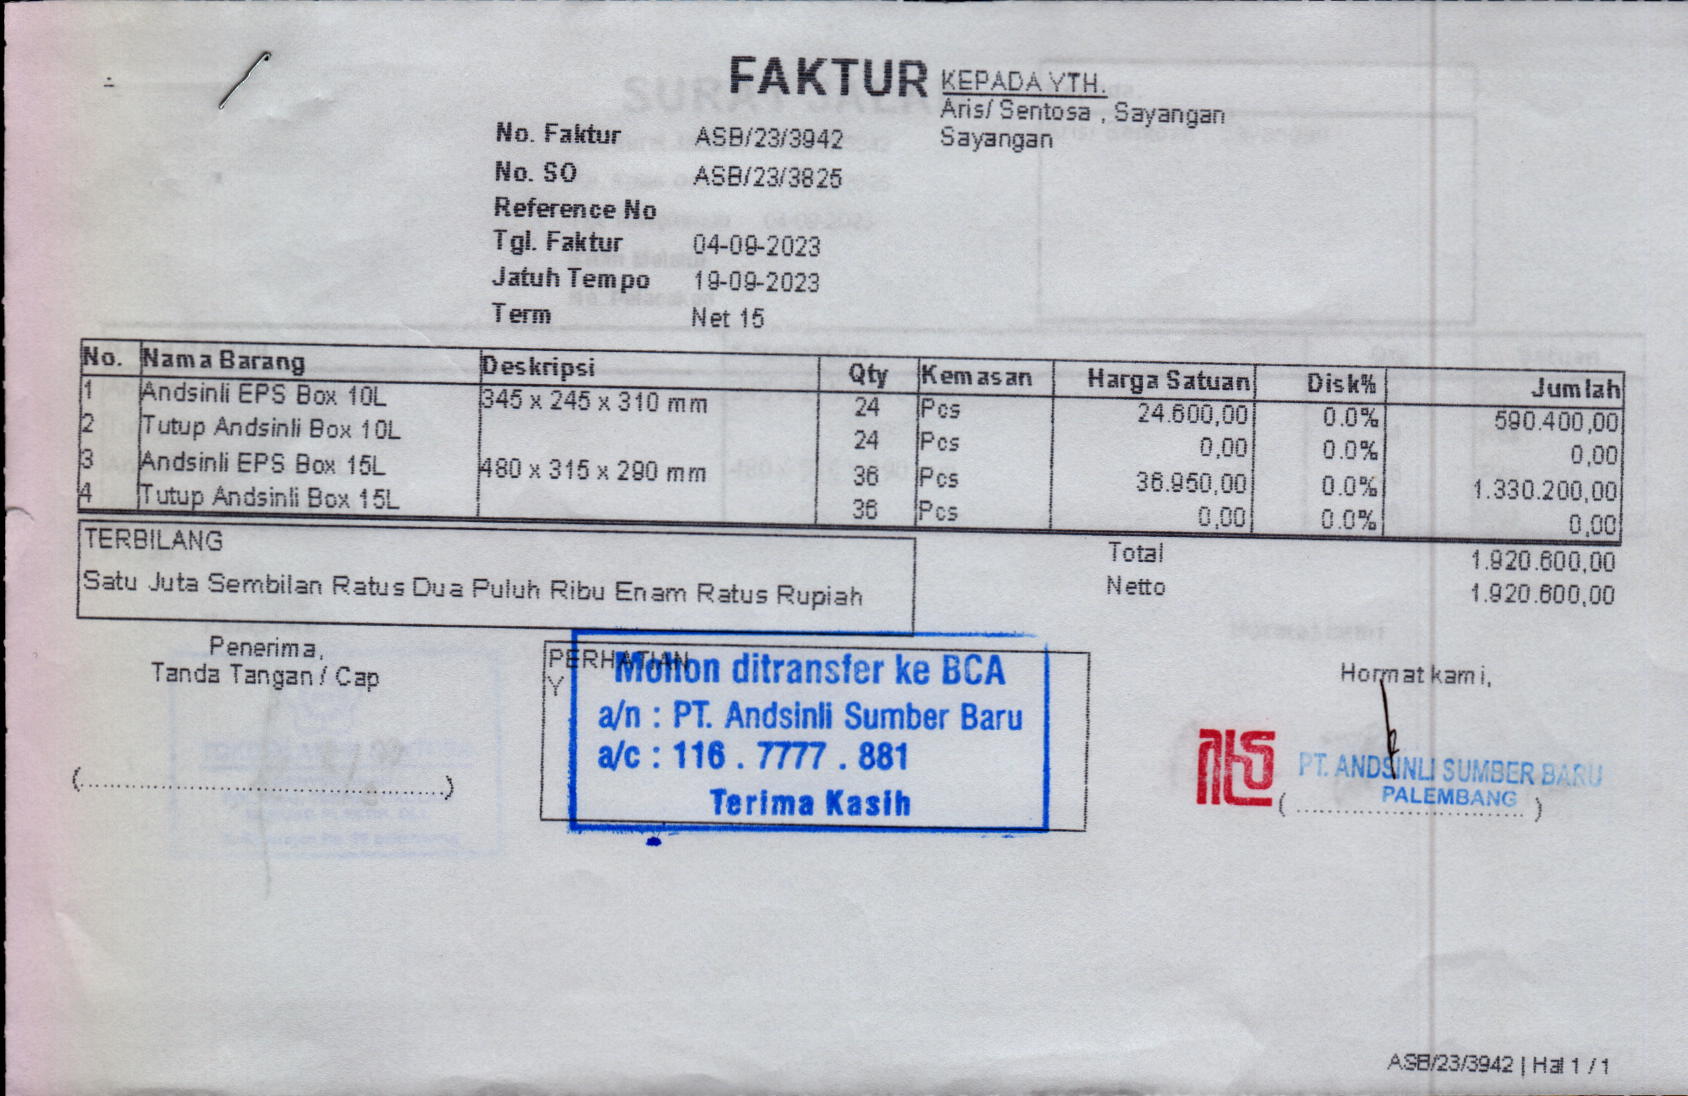 FAKTUR
KEPADA YTH.
Aris/ Sentosa , Sayangan
Sayangan
No. Faktur ASB/23/3942
No. SO ASB/23/3825
Reference No
Tgl. Faktur 04-09-2023
Jatuh Tempo 19-09-2023
Term Net 15
No. Nama Barang Deskripsi Qty Kemasan Harga Satuan Disk% Jumlah
1 Andsinli EPS Box 10L 345 x 245 x 310 mm 24 Pcs 24.600,00 0.0% 590.400,00
2 Tutup Andsinli Box 10L 24 Pcs 0,00 0.0% 0,00
3 Andsinli EPS Box 15L 480 x 315 x 290 mm 36 Pcs 36.950,00 0.0% 1.330.200,00
4 Tutup Andsinli Box 15L 36 Pcs 0,00 0.0% 0,00
TERBILANG
Satu Juta Sembilan Ratus Dua Puluh Ribu Enam Ratus Rupiah
Total 1.920.600,00
Netto 1.920.600,00
Penerima,
Tanda Tangan / Cap
(........................................................)
PERHATIAN
Y
Mohon ditransfer ke BCA
a/n : PT. Andsinli Sumber Baru
a/c : 116 . 7777 . 881
Terima Kasih
Hormat kami,
PT. ANDSINLI SUMBER BARU
PALEMBANG
( ................................... )
ASB/23/3942 | Hal 1 / 1